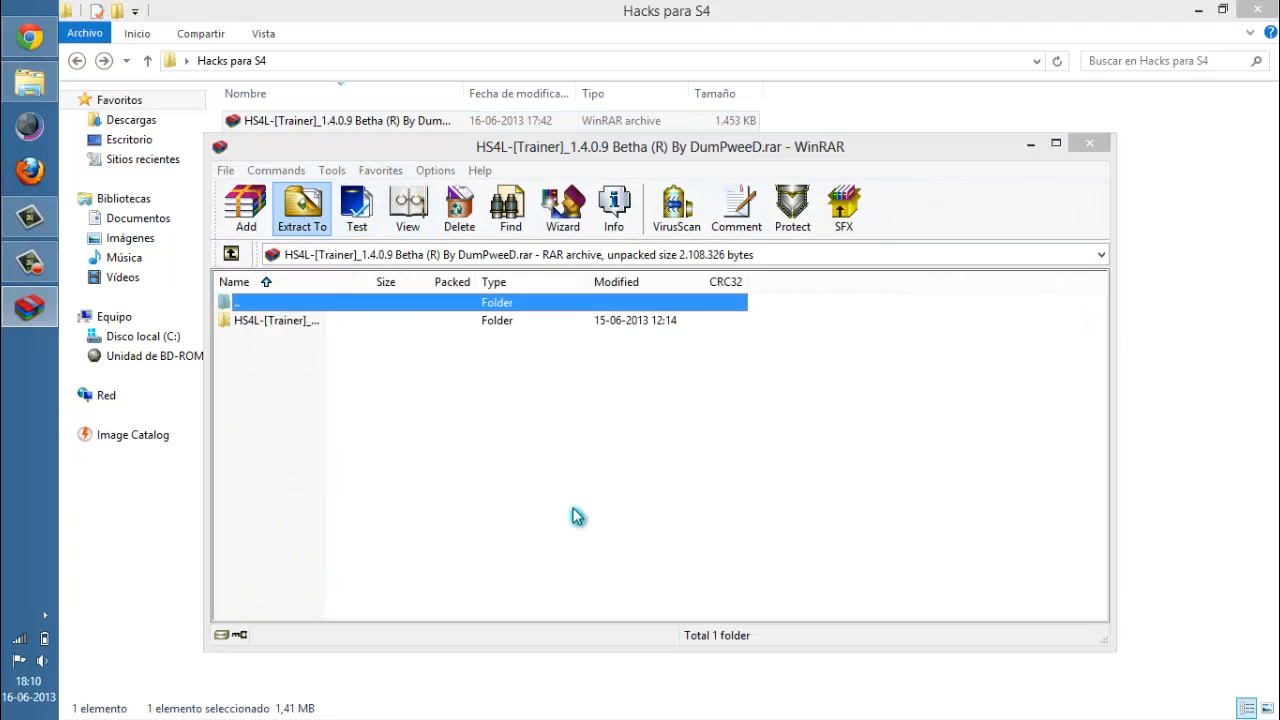 Hacks para S4
Archivo Inicio Compartir Vista
Hacks para S4 Buscar en Hacks para S4
Favoritos
Descargas
Escritorio
Sitios recientes
Bibliotecas
Documentos
Imágenes
Música
Vídeos
Equipo
Disco local (C:)
Unidad de BD-ROM
Red
Image Catalog
Nombre Fecha de modifica... Tipo Tamaño
HS4L-[Trainer]_1.4.0.9 Betha (R) By Dum... 16-06-2013 17:42 WinRAR archive 1.453 KB
HS4L-[Trainer]_1.4.0.9 Betha (R) By DumPweeD.rar - WinRAR
File Commands Tools Favorites Options Help
Add Extract To Test View Delete Find Wizard Info VirusScan Comment Protect SFX
HS4L-[Trainer]_1.4.0.9 Betha (R) By DumPweeD.rar - RAR archive, unpacked size 2.108.326 bytes
Name Size Packed Type Modified CRC32
.. Folder
HS4L-[Trainer]_... Folder 15-06-2013 12:14
Total 1 folder
18:10
16-06-2013
1 elemento 1 elemento seleccionado 1,41 MB